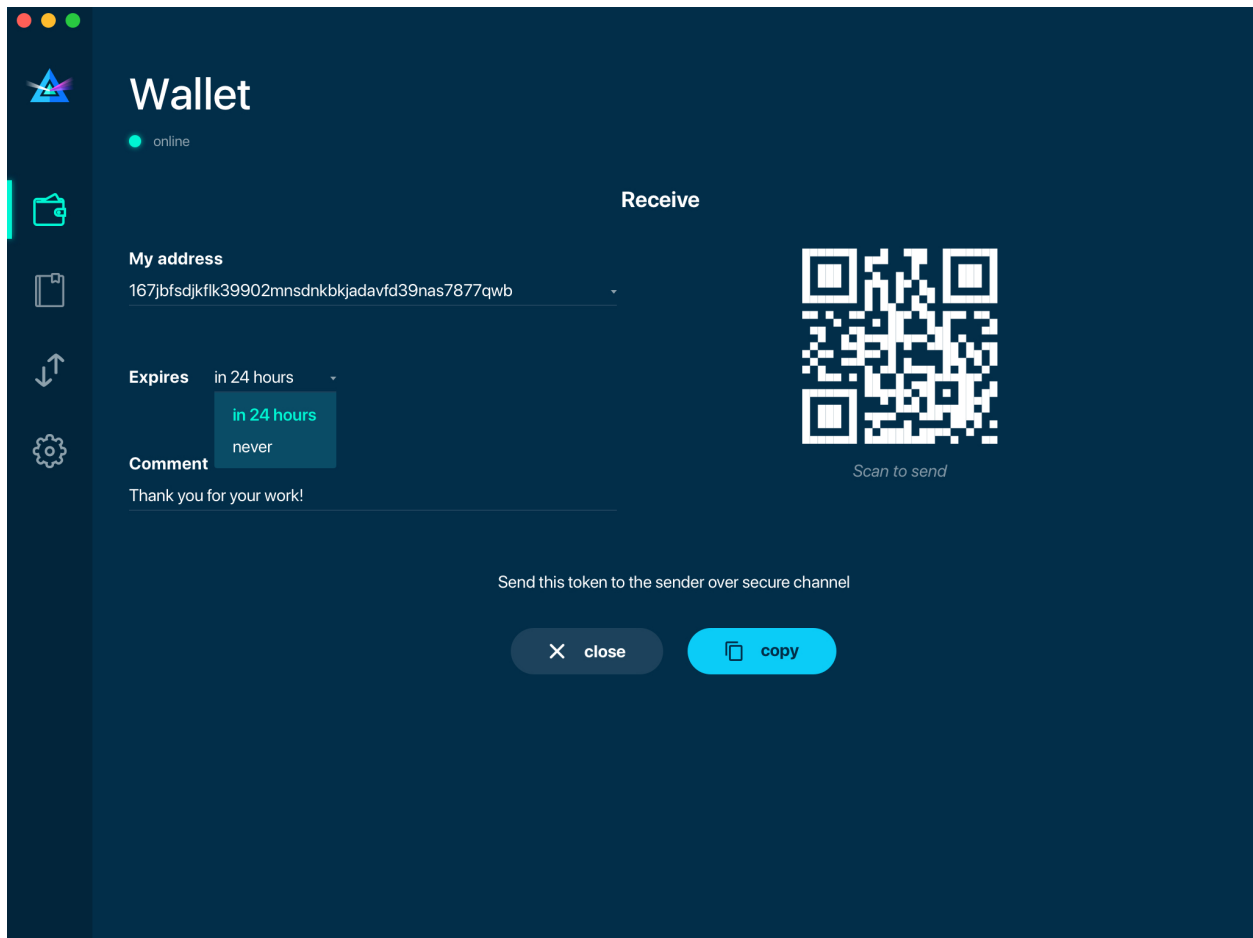 Wallet
online
Receive
My address
167jbfsdjkflk39902mnsdnkbkjadavfd39nas7877qwb
Expires in 24 hours
in 24 hours
never
Comment
Thank you for your work!
Scan to send
Send this token to the sender over secure channel
close
copy